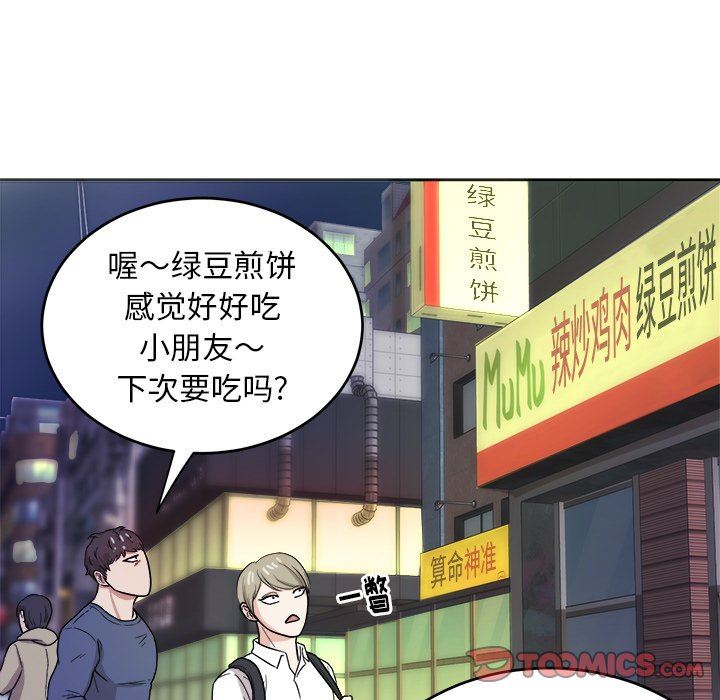 绿豆煎饼
喔～绿豆煎饼
感觉好好吃
小朋友～
下次要吃吗?
MuMu 辣炒鸡肉 绿豆煎饼
算命神准
一瞥
TOOMICS.COM